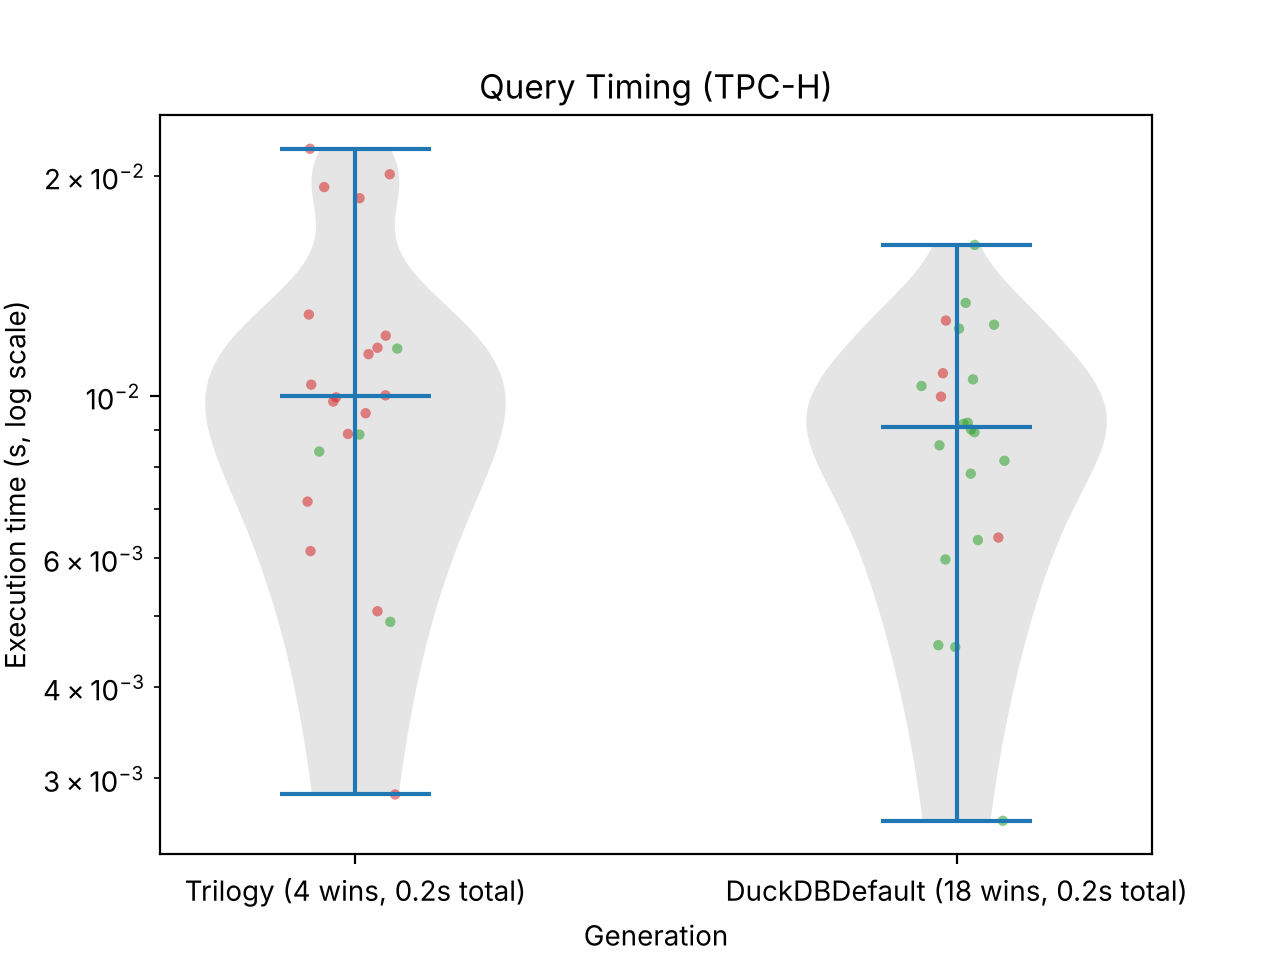 Query Timing (TPC-H)
Execution time (s, log scale)
2 × 10⁻²
10⁻²
6 × 10⁻³
4 × 10⁻³
3 × 10⁻³
Trilogy (4 wins, 0.2s total)
DuckDBDefault (18 wins, 0.2s total)
Generation